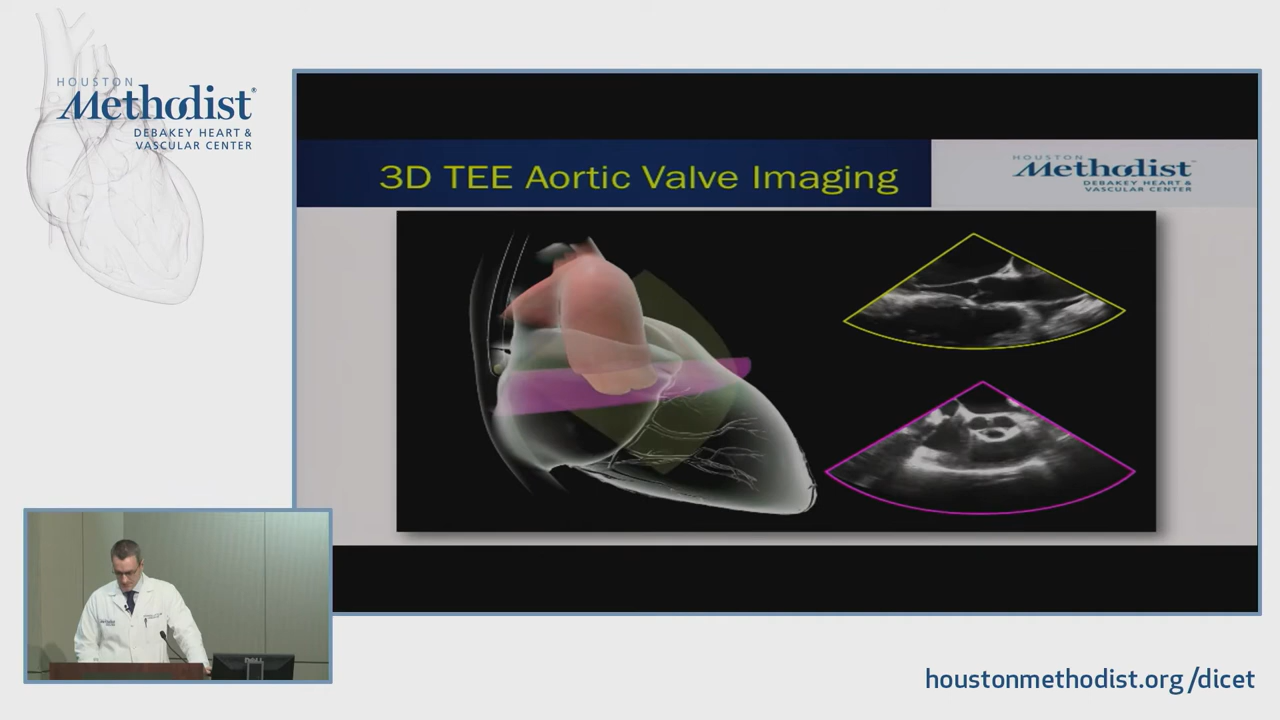 HOUSTON
Methodist®
DEBAKEY HEART &
VASCULAR CENTER
3D TEE Aortic Valve Imaging
HOUSTON
Methodist
DEBAKEY HEART &
VASCULAR CENTER
houstonmethodist.org/dicet